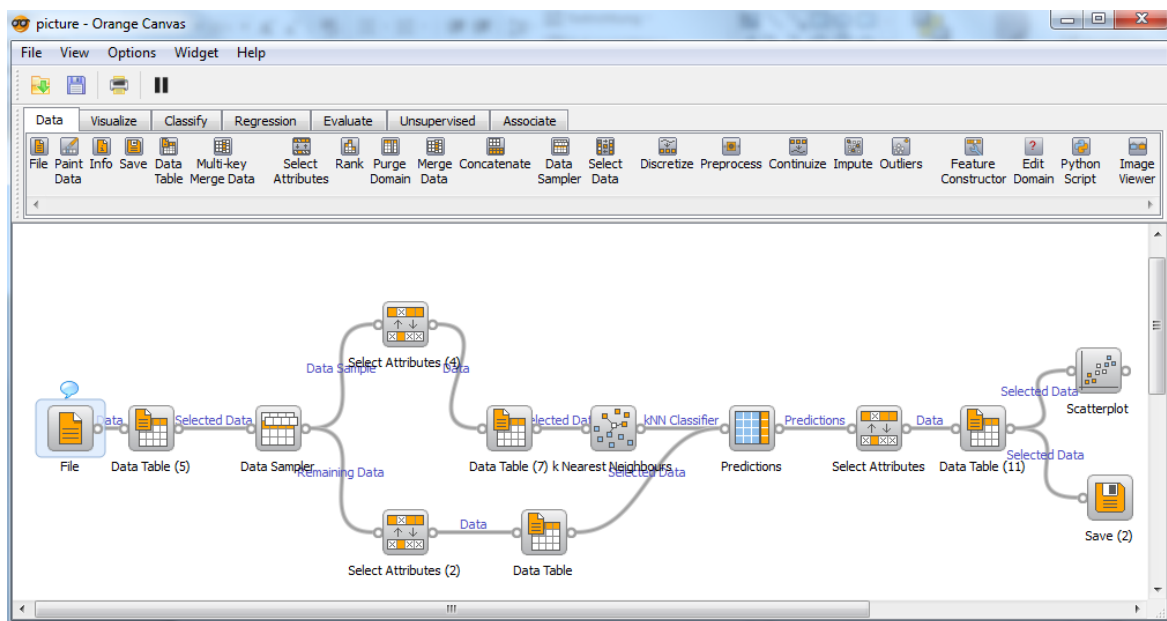 picture - Orange Canvas
File View Options Widget Help
Data Visualize Classify Regression Evaluate Unsupervised Associate
File Paint Data Info Save Data Table Multi-key Merge Data Select Attributes Rank Purge Domain Merge Data Concatenate Data Sampler Select Data Discretize Preprocess Continuize Impute Outliers Feature Constructor Edit Domain Python Script Image Viewer
Select Attributes (4)
Data Sample
Data
Selected Data
Scatterplot
Data
Selected Data
Selected Data
kNN Classifier
Predictions
Data
File
Data Table (5)
Data Sampler
Remaining Data
Data Table (7)
k Nearest Neighbours
Selected Data
Predictions
Select Attributes
Data Table (11)
Selected Data
Data
Save (2)
Select Attributes (2)
Data Table